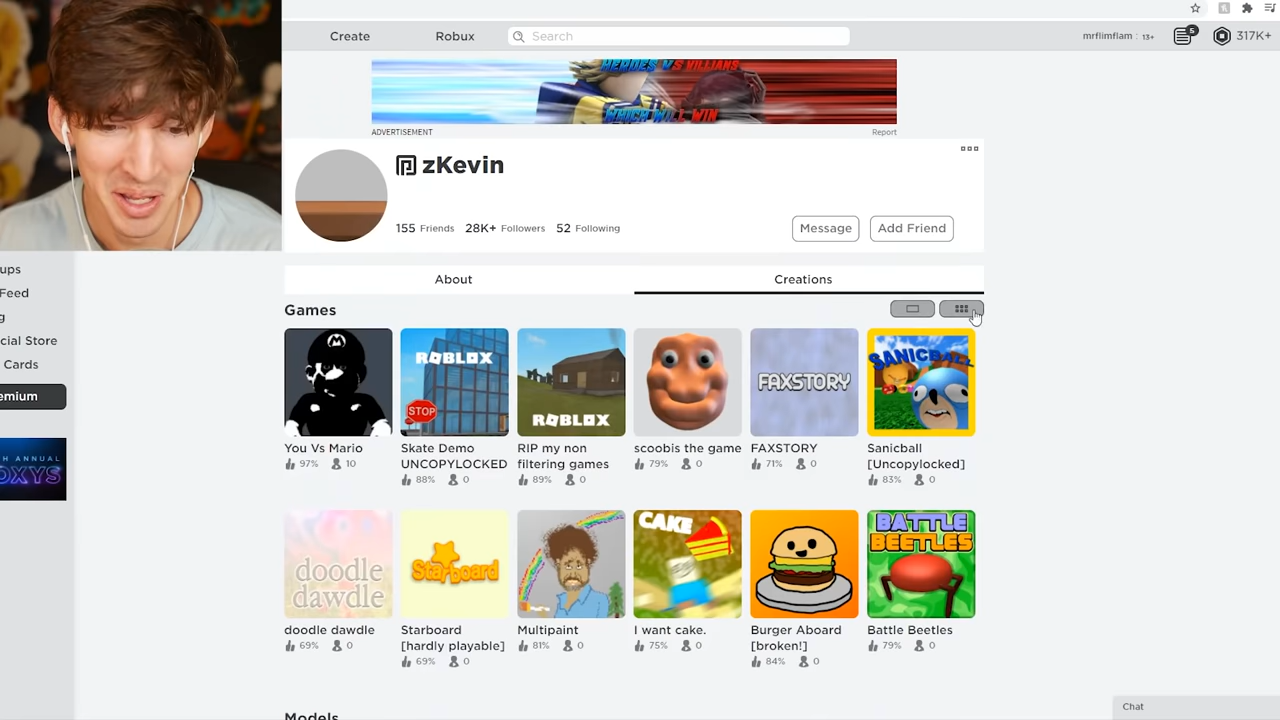 Create
Robux
Search
mrflimflam : 13+
5
317K+
HEROES VS VILLIANS
WHICH WILL WIN
ADVERTISEMENT
Report
zKevin
155 Friends
28K+ Followers
52 Following
Message
Add Friend
ups
Feed
g
cial Store
Cards
emium
H ANNUAL
OXYS
About
Creations
Games
ROBLOX
STOP
ROBLOX
FAXSTORY
SANICBALL
You Vs Mario
97% 10
Skate Demo
UNCOPYLOCKED
88% 0
RIP my non
filtering games
89% 0
scoobis the game
79% 0
FAXSTORY
71% 0
Sanicball
[Uncopylocked]
83% 0
doodle
dawdle
Starboard
CAKE
BATTLE
BEETLES
doodle dawdle
69% 0
Starboard
[hardly playable]
69% 0
Multipaint
81% 0
I want cake.
75% 0
Burger Aboard
[broken!]
84% 0
Battle Beetles
79% 0
Models
Chat